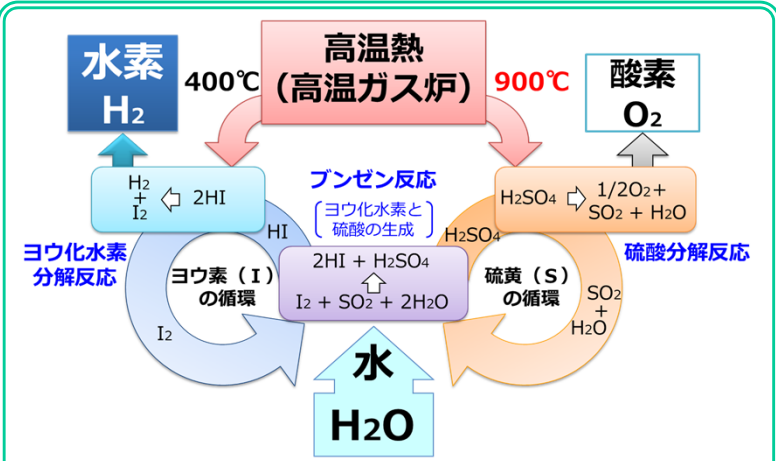 高温熱
(高温ガス炉)
水素
H2
400℃
900℃
酸素
O2
H2
+
I2
2HI
ブンゼン反応
ヨウ化水素と
硫酸の生成
H2SO4
1/2O2+
SO2 + H2O
ヨウ化水素
分解反応
HI
H2SO4
硫酸分解反応
ヨウ素（I）
の循環
2HI + H2SO4
I2 + SO2 + 2H2O
硫黄（S）
の循環
I2
SO2
+
H2O
水
H2O